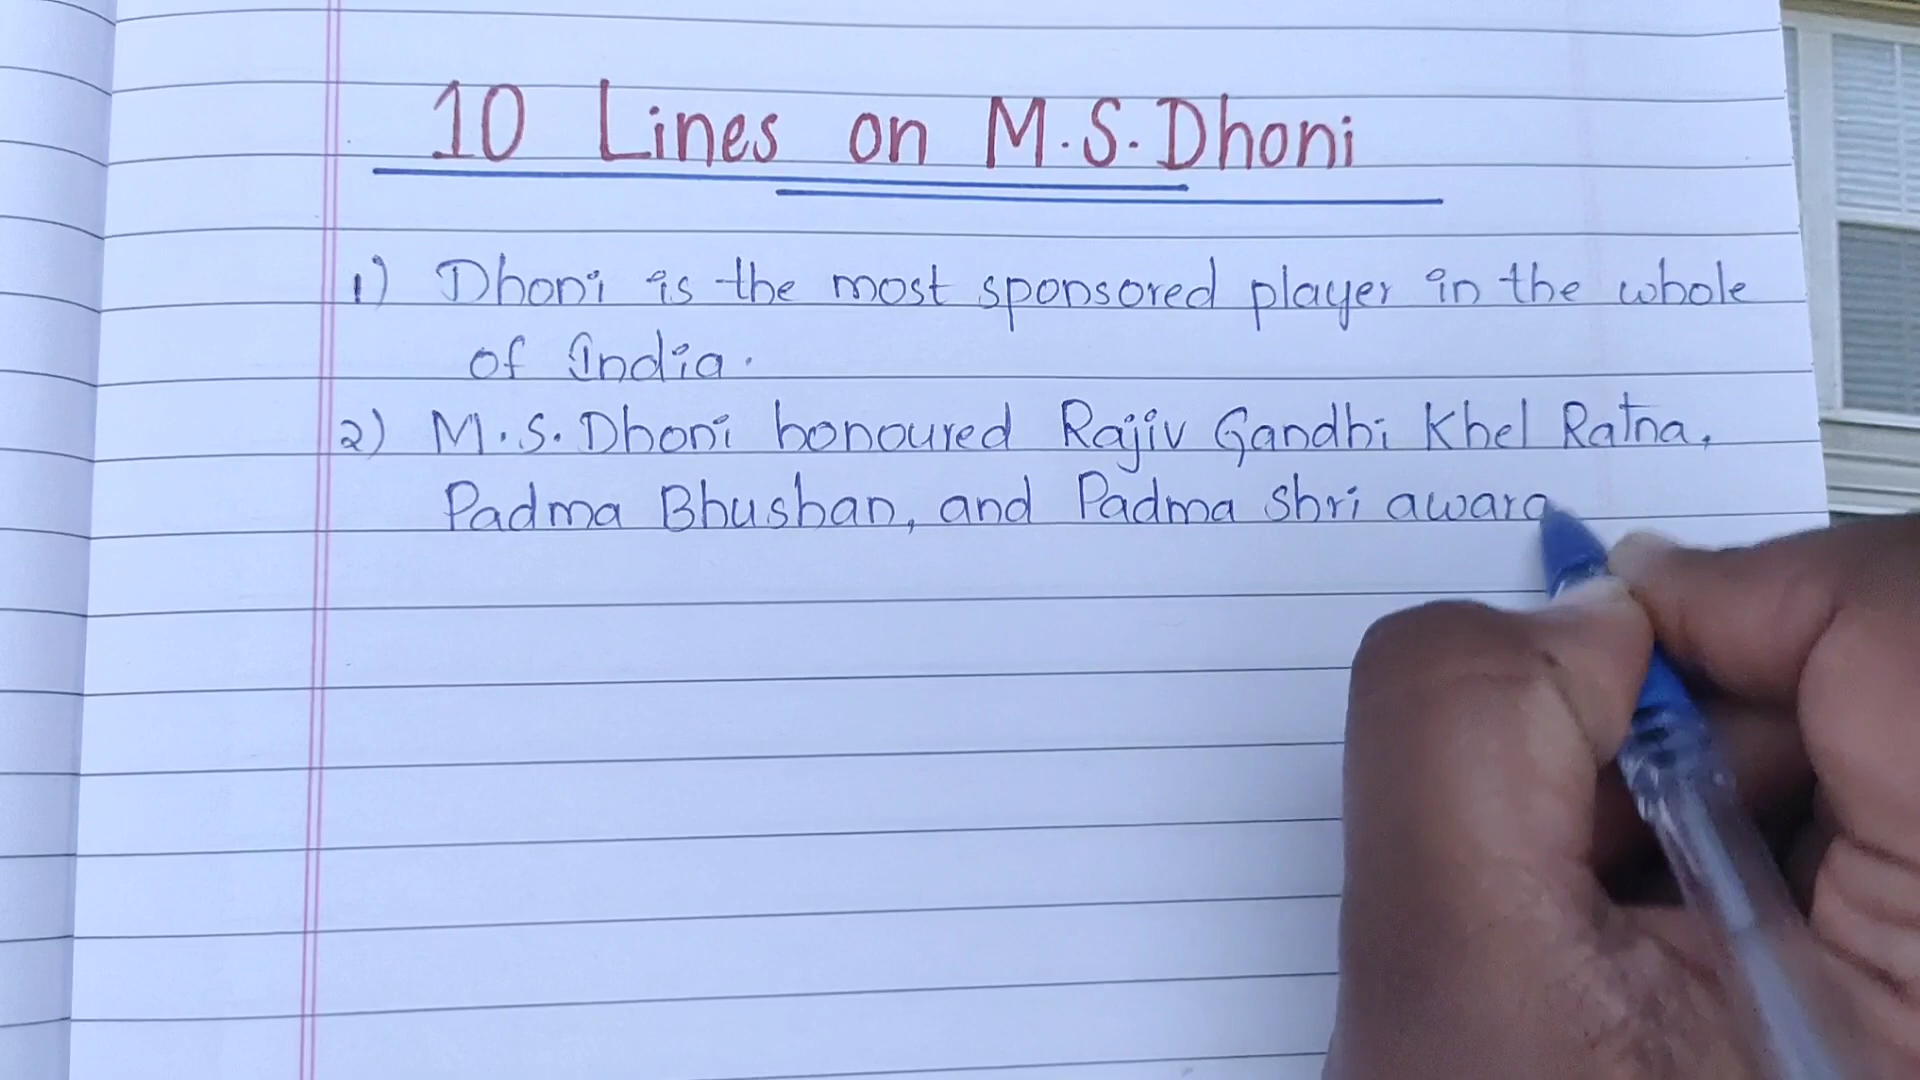 10 Lines on M.S.Dhoni
1) Dhoni is the most sponsored player in the whole
of India.
2) M.S.Dhoni honoured Rajiv Gandhi Khel Ratna,
Padma Bhushan, and Padma Shri